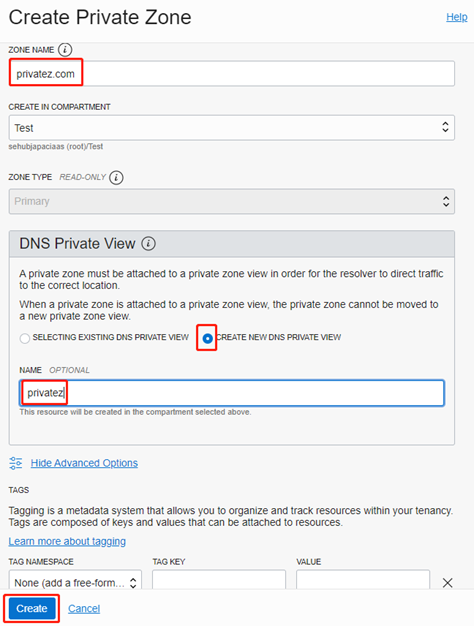 Create Private Zone
Help
ZONE NAME
privatez.com
CREATE IN COMPARTMENT
Test
sehubjapaciaas (root)/Test
ZONE TYPE READ-ONLY
Primary
DNS Private View
A private zone must be attached to a private zone view in order for the resolver to direct traffic
to the correct location.
When a private zone is attached to a private zone view, the private zone cannot be moved to
a new private zone view.
SELECTING EXISTING DNS PRIVATE VIEW
CREATE NEW DNS PRIVATE VIEW
NAME OPTIONAL
privatez
This resource will be created in the compartment selected above.
Hide Advanced Options
TAGS
Tagging is a metadata system that allows you to organize and track resources within your tenancy.
Tags are composed of keys and values that can be attached to resources.
Learn more about tagging
TAG NAMESPACE
TAG KEY
VALUE
None (add a free-form...
Create
Cancel